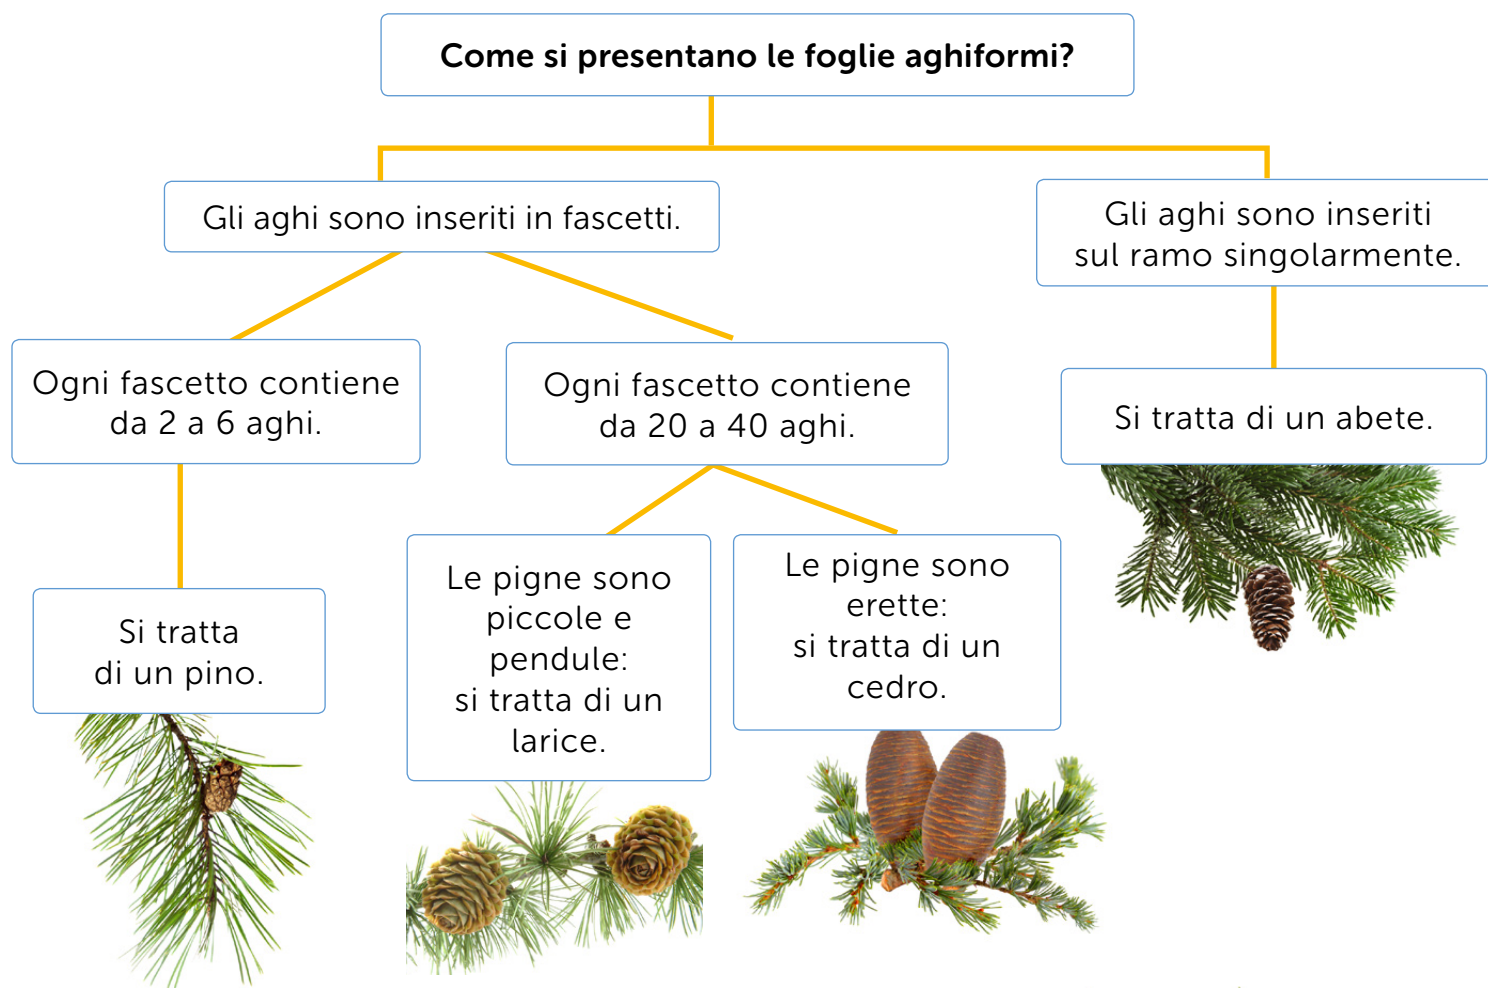 Come si presentano le foglie aghiformi?
Gli aghi sono inseriti in fascetti.
Gli aghi sono inseriti
sul ramo singolarmente.
Ogni fascetto contiene
da 2 a 6 aghi.
Ogni fascetto contiene
da 20 a 40 aghi.
Si tratta di un abete.
Si tratta
di un pino.
Le pigne sono
piccole e
pendule:
si tratta di un
larice.
Le pigne sono
erette:
si tratta di un
cedro.